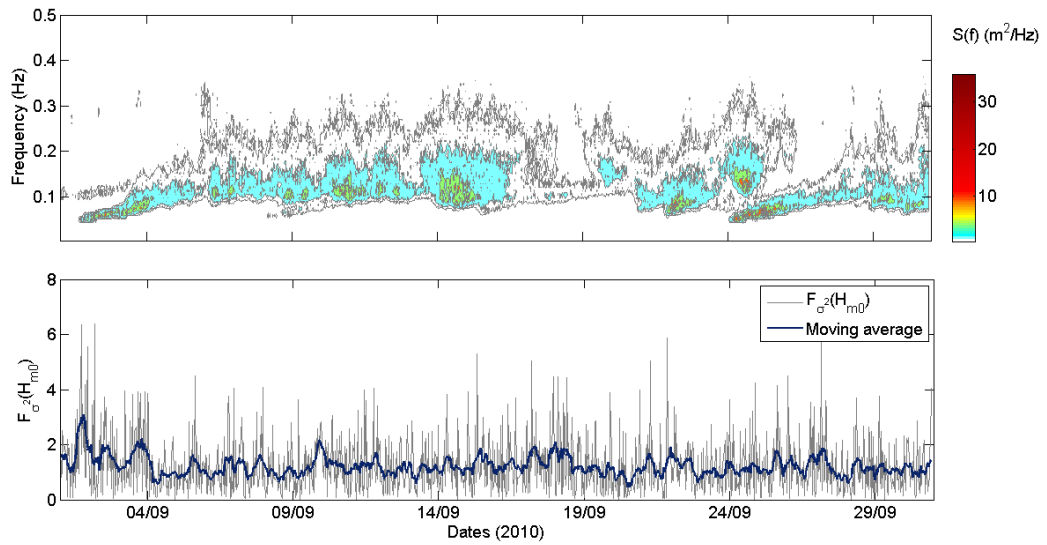 S(f) (m²/Hz)
0.5
0.4
0.3
0.2
0.1
Frequency (Hz)
30
20
10
8
6
4
2
0
F_σ²(H_m0)
F_σ²(H_m0)
Moving average
04/09 09/09 14/09 19/09 24/09 29/09
Dates (2010)